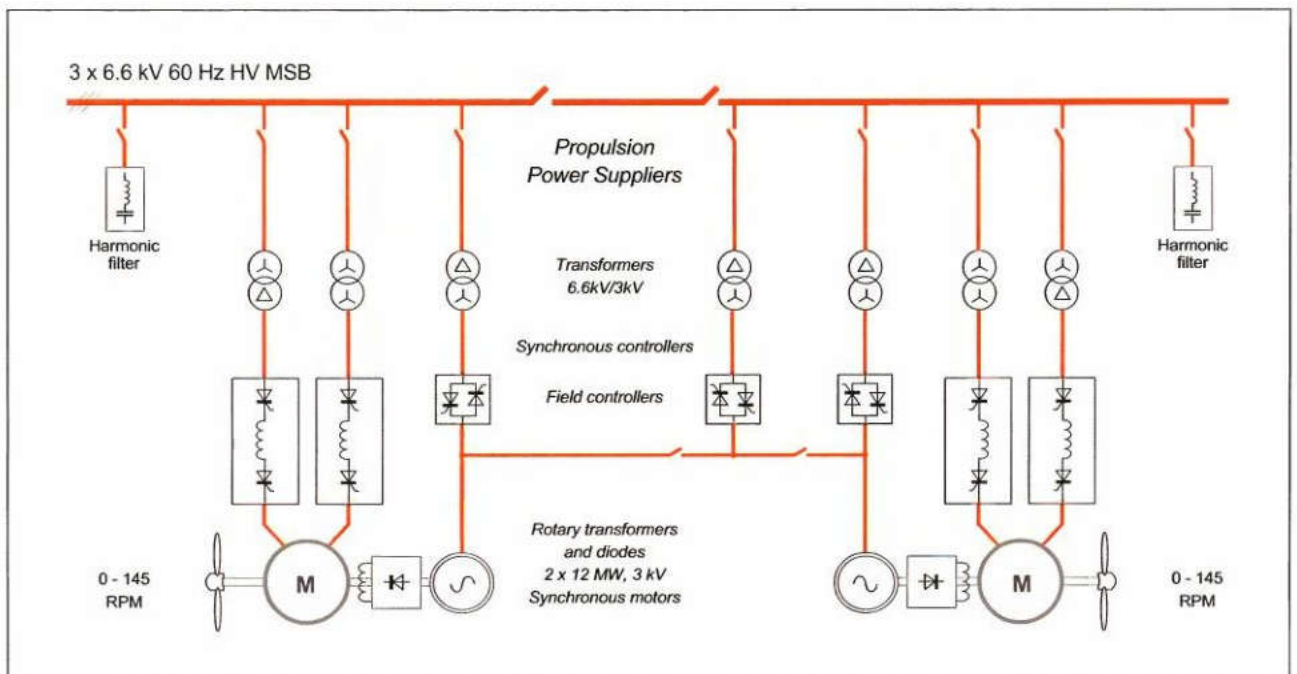 3 x 6.6 kV 60 Hz HV MSB
Propulsion
Power Suppliers
Harmonic
filter
Harmonic
filter
Transformers
6.6kV/3kV
Synchronous controllers
Field controllers
Rotary transformers
and diodes
2 x 12 MW, 3 kV
Synchronous motors
0 - 145
RPM
M
M
0 - 145
RPM